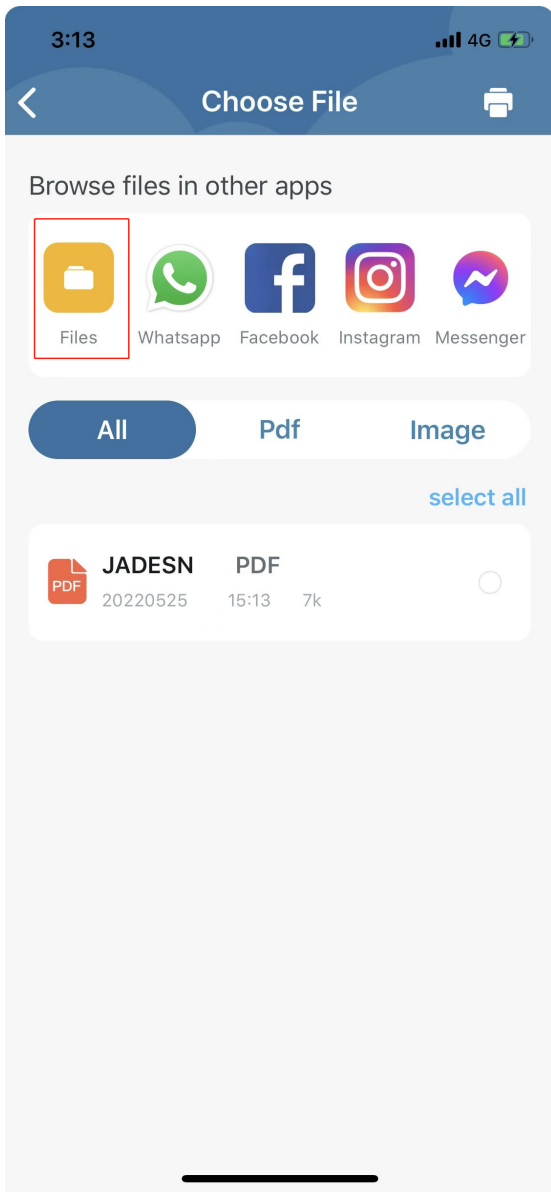 3:13 4G
Choose File
Browse files in other apps
Files Whatsapp Facebook Instagram Messenger
All Pdf Image
select all
PDF
JADESN PDF
20220525 15:13 7k